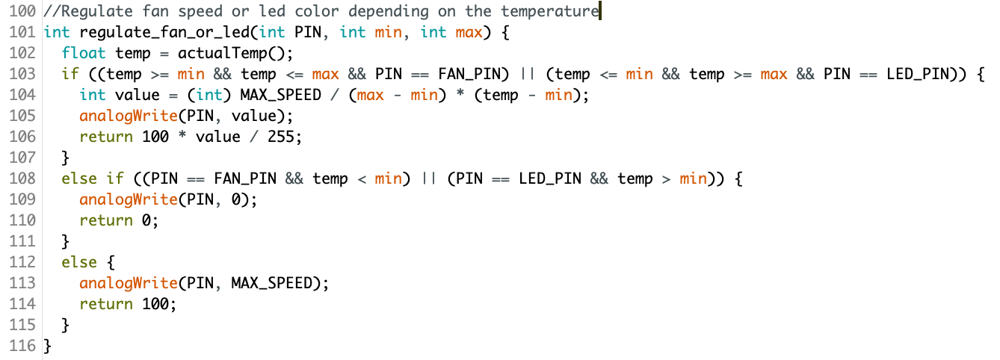 100 //Regulate fan speed or led color depending on the temperature
101 int regulate_fan_or_led(int PIN, int min, int max) {
102   float temp = actualTemp();
103   if ((temp >= min && temp <= max && PIN == FAN_PIN) || (temp <= min && temp >= max && PIN == LED_PIN)) {
104     int value = (int) MAX_SPEED / (max - min) * (temp - min);
105     analogWrite(PIN, value);
106     return 100 * value / 255;
107   }
108   else if ((PIN == FAN_PIN && temp < min) || (PIN == LED_PIN && temp > min)) {
109     analogWrite(PIN, 0);
110     return 0;
111   }
112   else {
113     analogWrite(PIN, MAX_SPEED);
114     return 100;
115   }
116 }